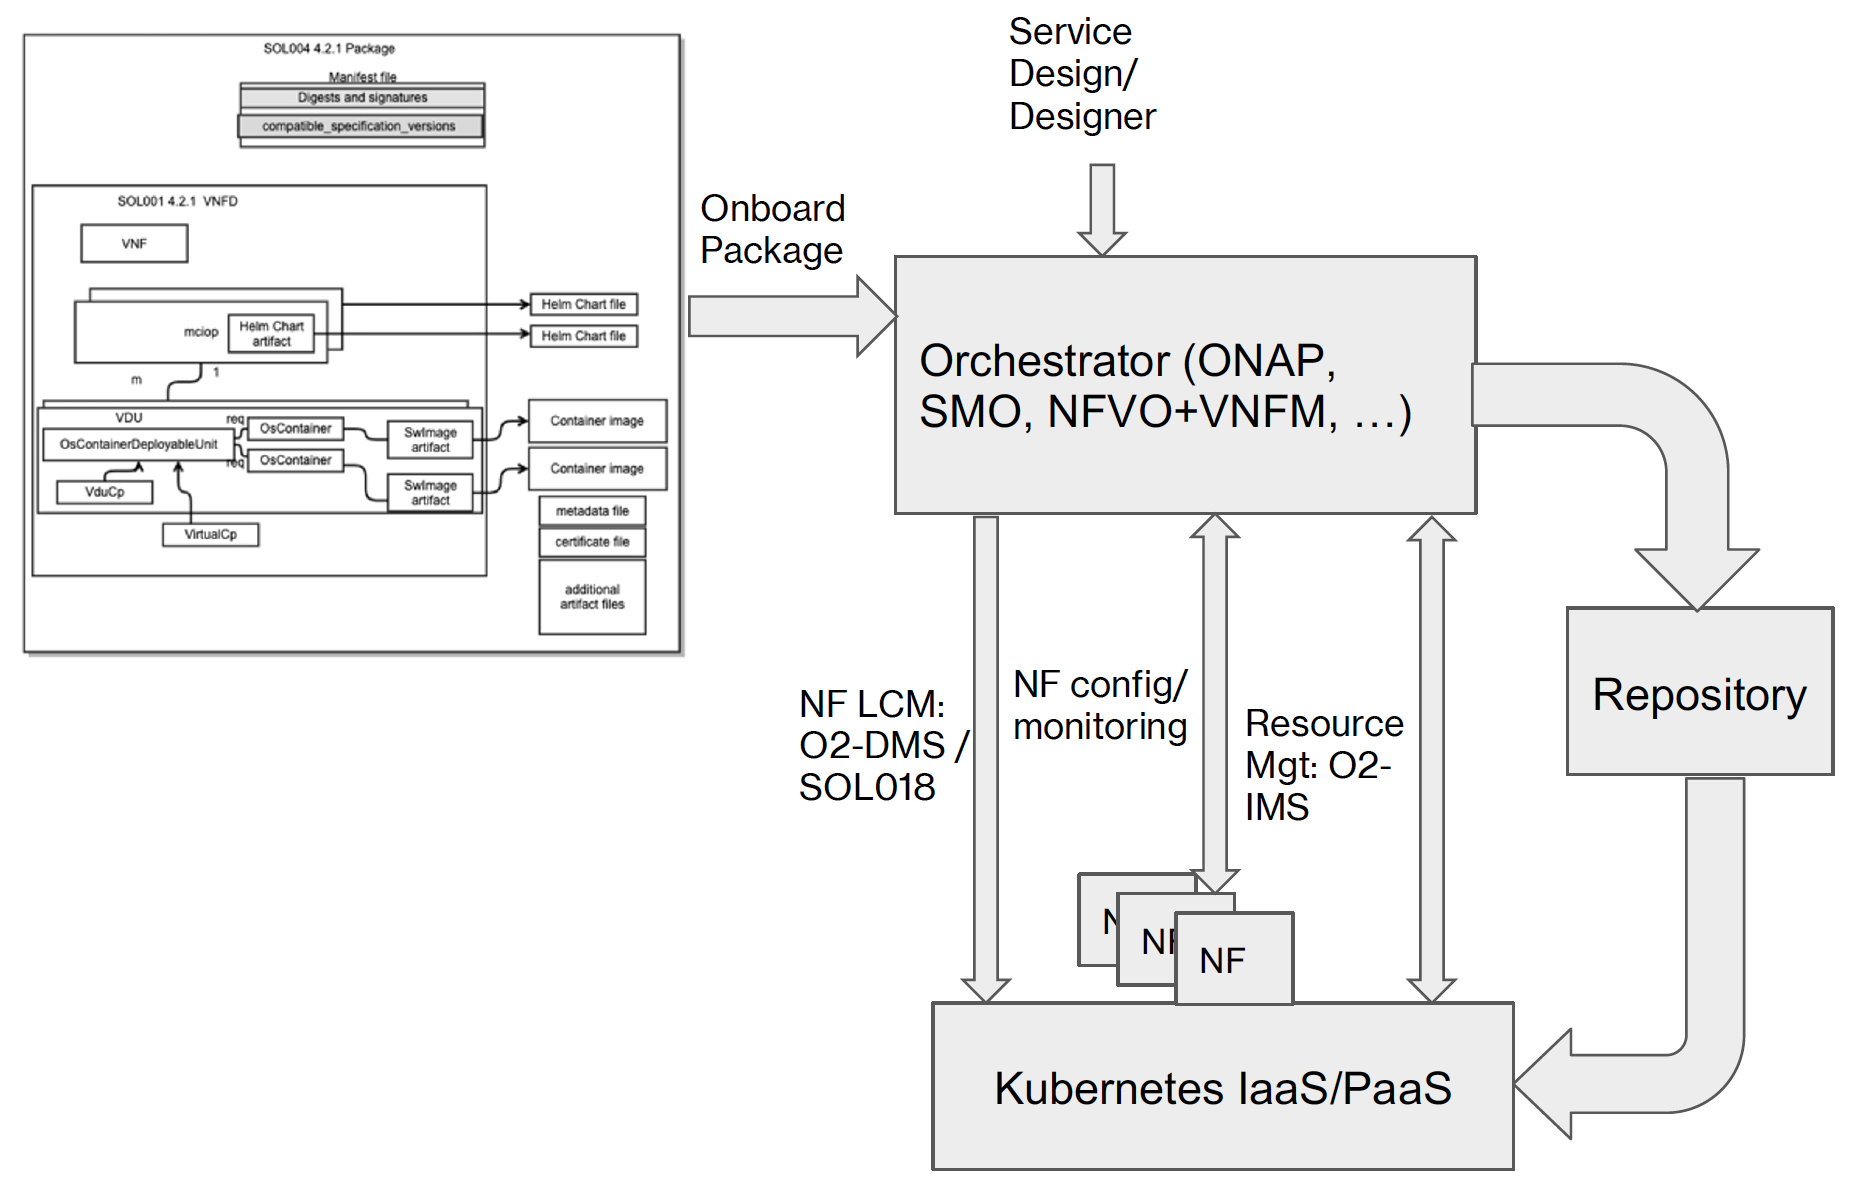 SOL004 4.2.1 Package
Manifest file
Digests and signatures
compatible_specification_versions
SOL001 4.2.1 VNFD
VNF
mciop
Helm Chart
artifact
Helm Chart file
Helm Chart file
m
1
VDU
OsContainerDeployableUnit
req
req
OsContainer
OsContainer
SwImage
artifact
SwImage
artifact
Container image
Container image
VduCp
VirtualCp
metadata file
certificate file
additional
artifact files
Onboard
Package
Service
Design/
Designer
Orchestrator (ONAP,
SMO, NFVO+VNFM, …)
NF LCM:
O2-DMS /
SOL018
NF config/
monitoring
Resource
Mgt: O2-
IMS
Repository
N
NF
NF
Kubernetes IaaS/PaaS